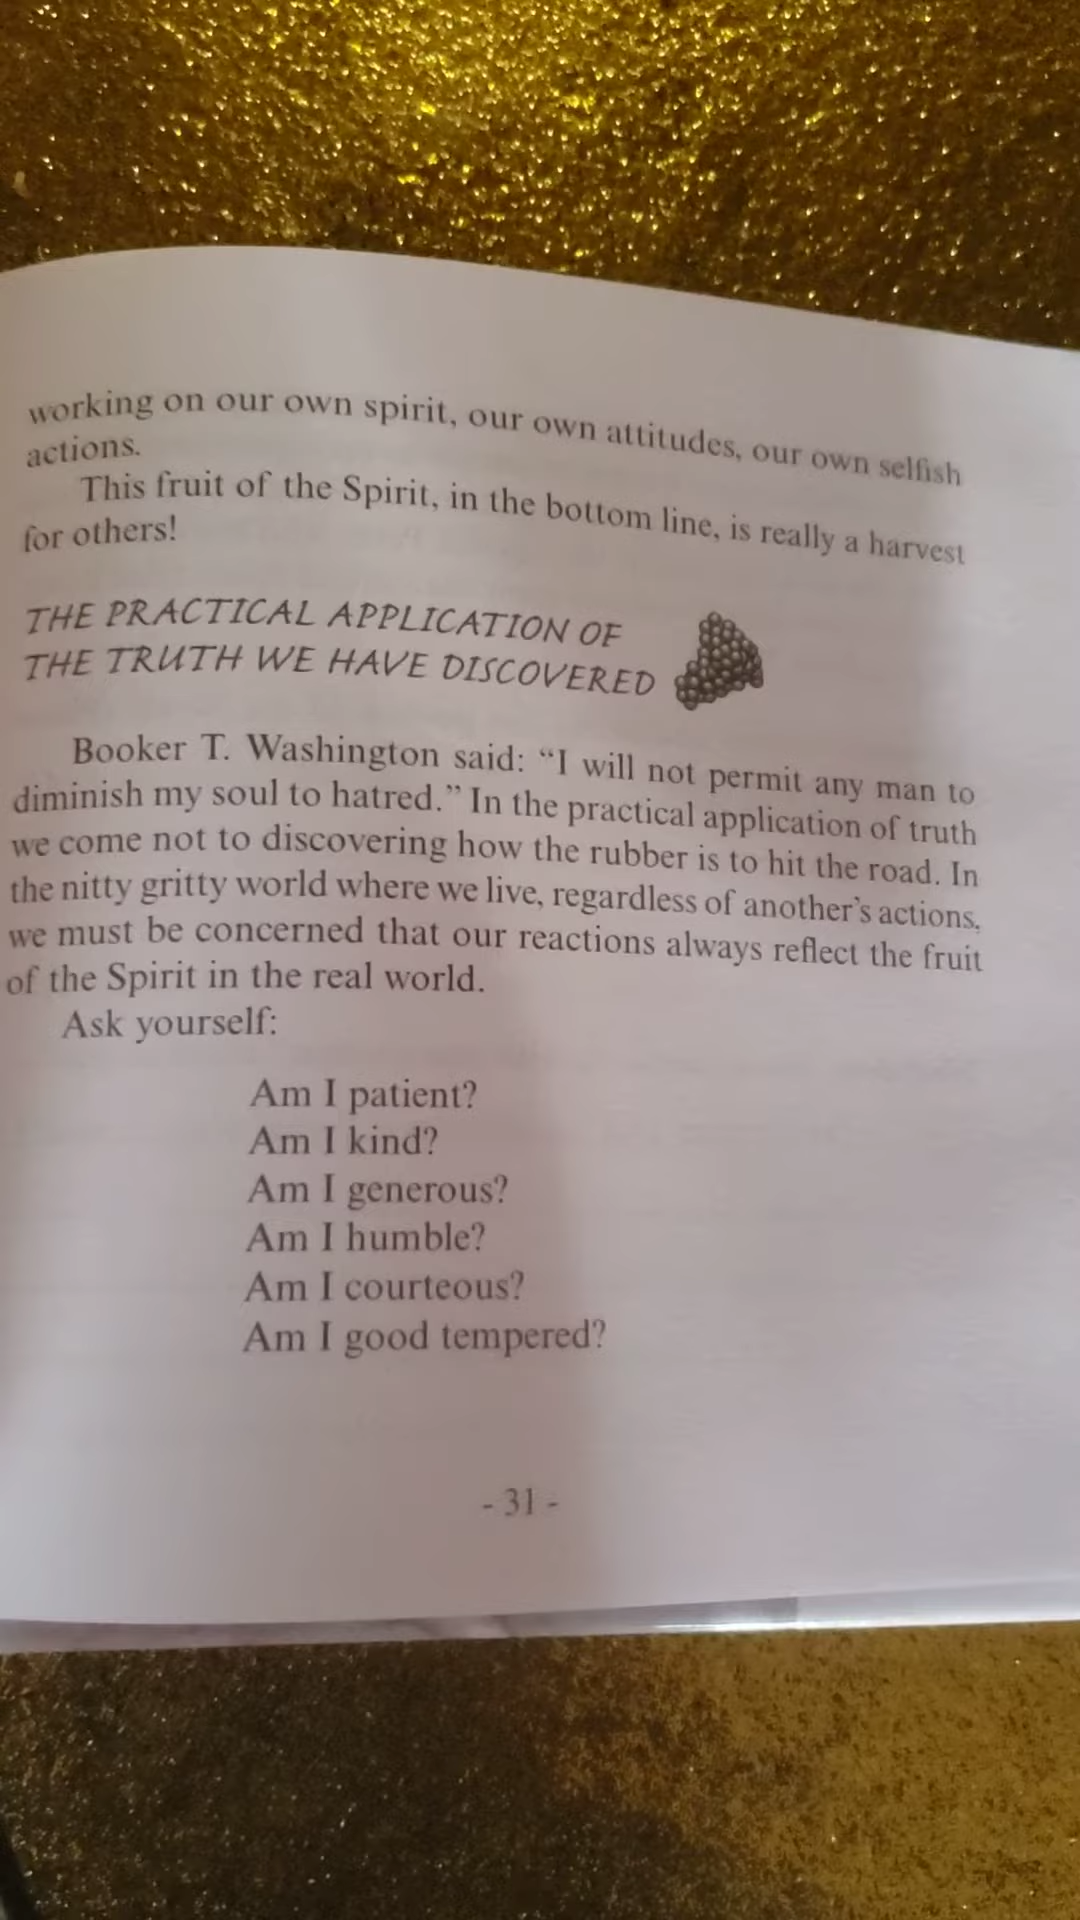 working on our own spirit, our own attitudes, our own selfish
actions.
This fruit of the Spirit, in the bottom line, is really a harvest
for others!
THE PRACTICAL APPLICATION OF
THE TRUTH WE HAVE DISCOVERED
Booker T. Washington said: “I will not permit any man to
diminish my soul to hatred.” In the practical application of truth
we come not to discovering how the rubber is to hit the road. In
the nitty gritty world where we live, regardless of another’s actions,
we must be concerned that our reactions always reflect the fruit
of the Spirit in the real world.
Ask yourself:
Am I patient?
Am I kind?
Am I generous?
Am I humble?
Am I courteous?
Am I good tempered?
- 31 -